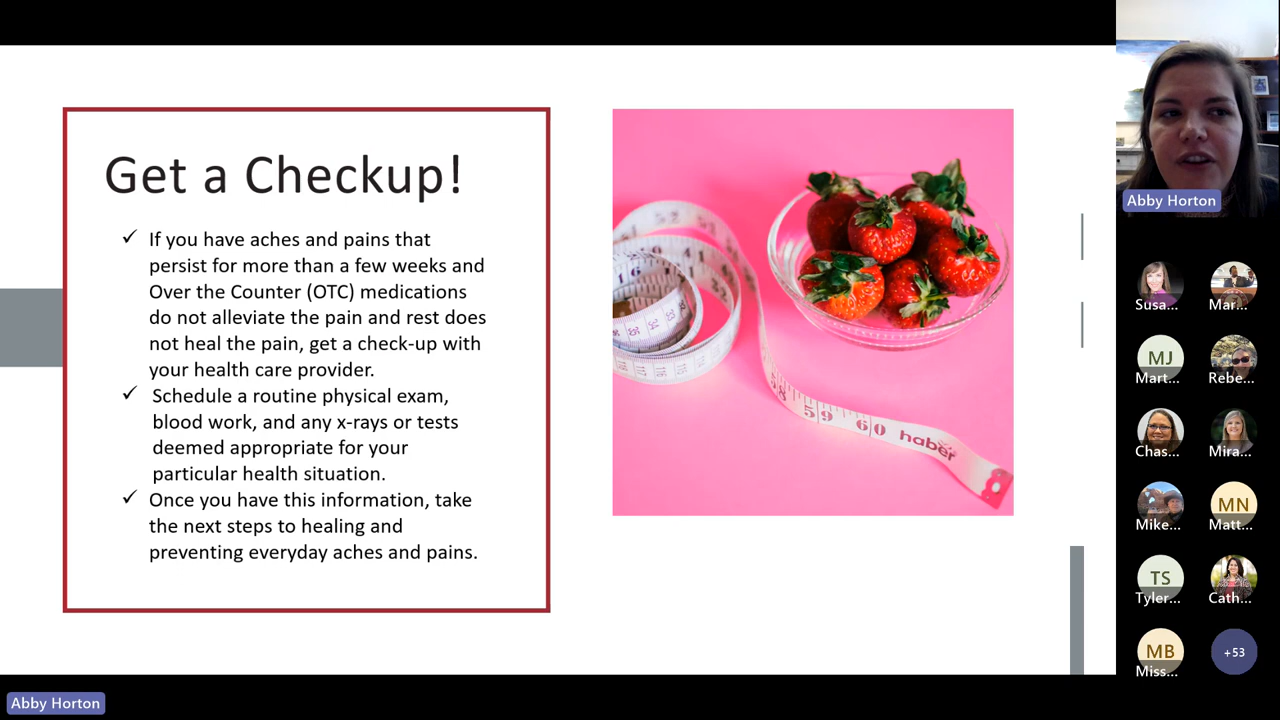 Get a Checkup!
✓ If you have aches and pains that
persist for more than a few weeks and
Over the Counter (OTC) medications
do not alleviate the pain and rest does
not heal the pain, get a check-up with
your health care provider.
✓ Schedule a routine physical exam,
blood work, and any x-rays or tests
deemed appropriate for your
particular health situation.
✓ Once you have this information, take
the next steps to healing and
preventing everyday aches and pains.
59 60 haber
Abby Horton
Susa... Mar...
MJ
Mart... Rebe...
Chas... Mira...
MN
Mike... Matt...
TS
Tyler... Cath...
MB +53
Miss...
Abby Horton